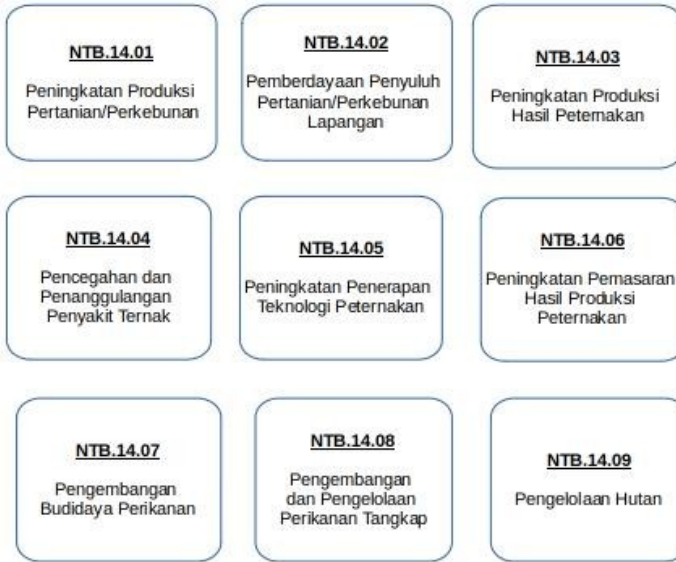 NTB.14.01
Peningkatan Produksi
Pertanian/Perkebunan
NTB.14.02
Pemberdayaan Penyuluh
Pertanian/Perkebunan
Lapangan
NTB.14.03
Peningkatan Produksi
Hasil Peternakan
NTB.14.04
Pencegahan dan
Penanggulangan
Penyakit Ternak
NTB.14.05
Peningkatan Penerapan
Teknologi Peternakan
NTB.14.06
Peningkatan Pemasaran
Hasil Produksi
Peternakan
NTB.14.07
Pengembangan
Budidaya Perikanan
NTB.14.08
Pengembangan
dan Pengelolaan
Perikanan Tangkap
NTB.14.09
Pengelolaan Hutan